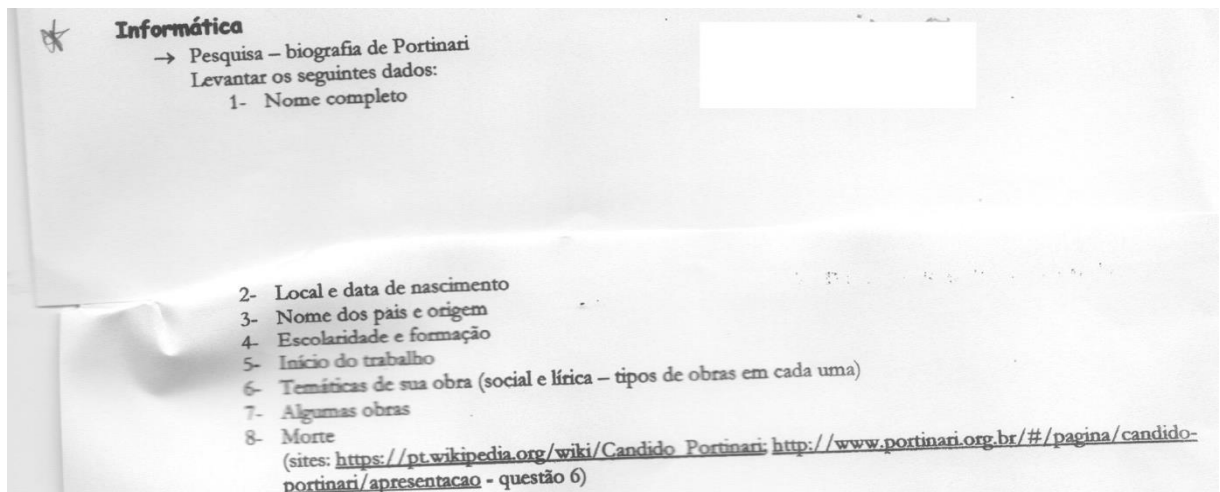 Informática
→ Pesquisa – biografia de Portinari
Levantar os seguintes dados:
1- Nome completo
2- Local e data de nascimento
3- Nome dos pais e origem
4- Escolaridade e formação
5- Início do trabalho
6- Temáticas de sua obra (social e lírica – tipos de obras em cada uma)
7- Algumas obras
8- Morte
(sites: https://pt.wikipedia.org/wiki/Candido_Portinari; http://www.portinari.org.br/#/pagina/candido-
portinari/apresentacao - questão 6)